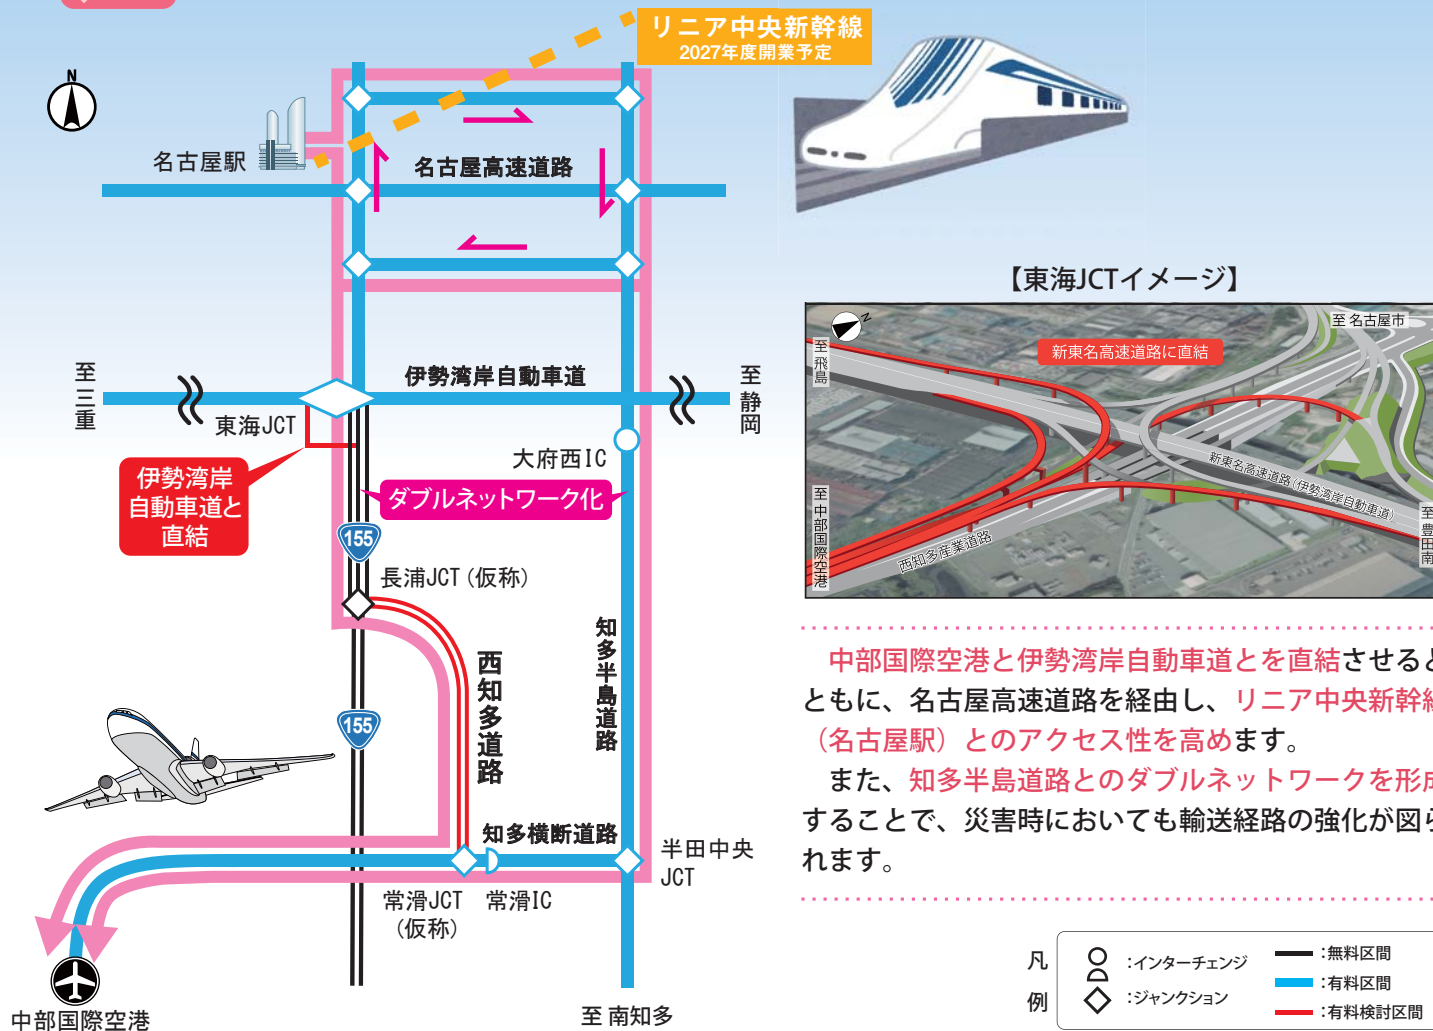 リニア中央新幹線
2027年度開業予定
N
名古屋駅
名古屋高速道路
至三重
伊勢湾岸自動車道
至静岡
東海JCT
大府西IC
伊勢湾岸
自動車道と
直結
ダブルネットワーク化
155
長浦JCT(仮称)
西知多道路
知多半島道路
155
知多横断道路
半田中央
JCT
常滑JCT
(仮称)
常滑IC
中部国際空港
至 南知多
【東海JCTイメージ】
N
至 名古屋市
至 飛島
新東名高速道路に直結
新東名高速道路(伊勢湾岸自動車道)
至 中部国際空港
西知多産業道路
至 豊田南
中部国際空港と伊勢湾岸自動車道とを直結させると
ともに、名古屋高速道路を経由し、リニア中央新幹線
(名古屋駅)とのアクセス性を高めます。
また、知多半島道路とのダブルネットワークを形成
することで、災害時においても輸送経路の強化が図ら
れます。
凡例
:インターチェンジ
:ジャンクション
:無料区間
:有料区間
:有料検討区間